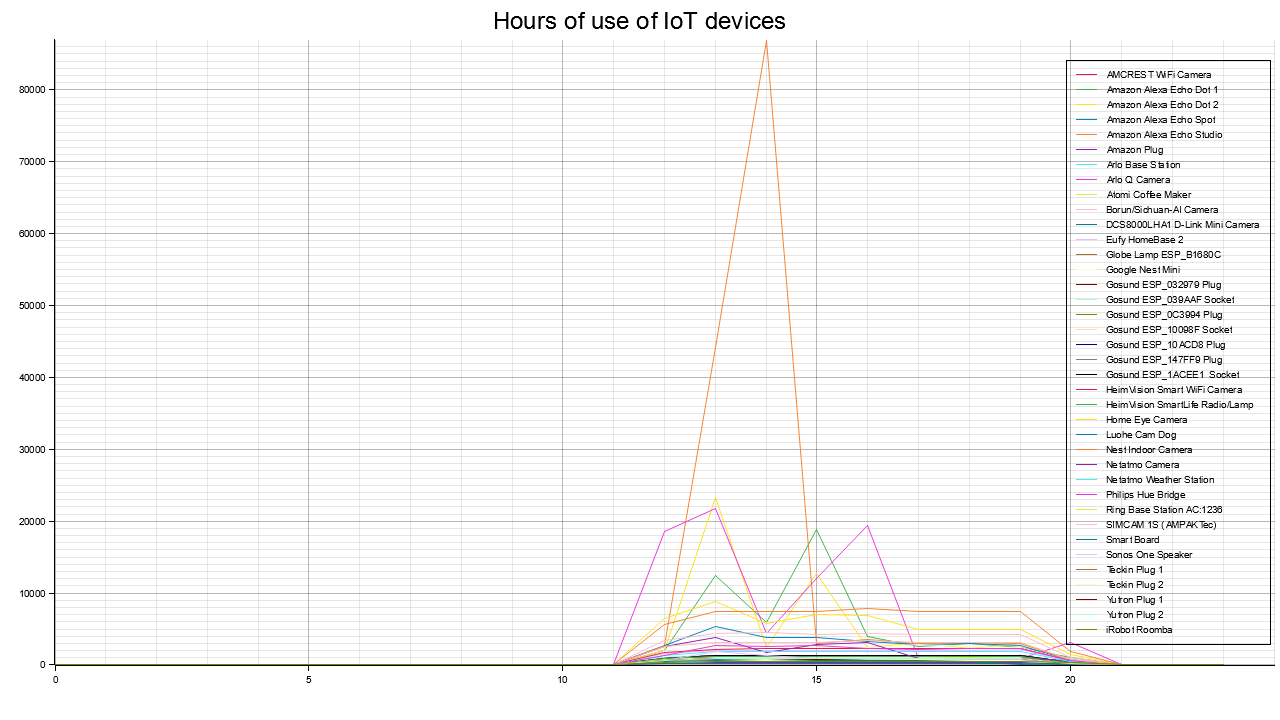 Hours of use of IoT devices
80000
70000
60000
50000
40000
30000
20000
10000
0
0 5 10 15 20
AMCREST WiFi Camera
Amazon Alexa Echo Dot 1
Amazon Alexa Echo Dot 2
Amazon Alexa Echo Spot
Amazon Alexa Echo Studio
Amazon Plug
Arlo Base Station
Arlo Q Camera
Atomi Coffee Maker
Borun/Sichuan-AI Camera
DCS8000LHA1 D-Link Mini Camera
Eufy HomeBase 2
Globe Lamp ESP_B1680C
Google Nest Mini
Gosund ESP_032979 Plug
Gosund ESP_039AAF Socket
Gosund ESP_0C3994 Plug
Gosund ESP_10098F Socket
Gosund ESP_10ACD8 Plug
Gosund ESP_147FF9 Plug
Gosund ESP_1ACEE1 Socket
HeimVision Smart WiFi Camera
HeimVision SmartLife Radio/Lamp
Home Eye Camera
Luohe Cam Dog
Nest Indoor Camera
Netatmo Camera
Netatmo Weather Station
Philips Hue Bridge
Ring Base Station AC:1236
SIMCAM 1S (AMPAKTec)
Smart Board
Sonos One Speaker
Teckin Plug 1
Teckin Plug 2
Yutron Plug 1
Yutron Plug 2
iRobot Roomba